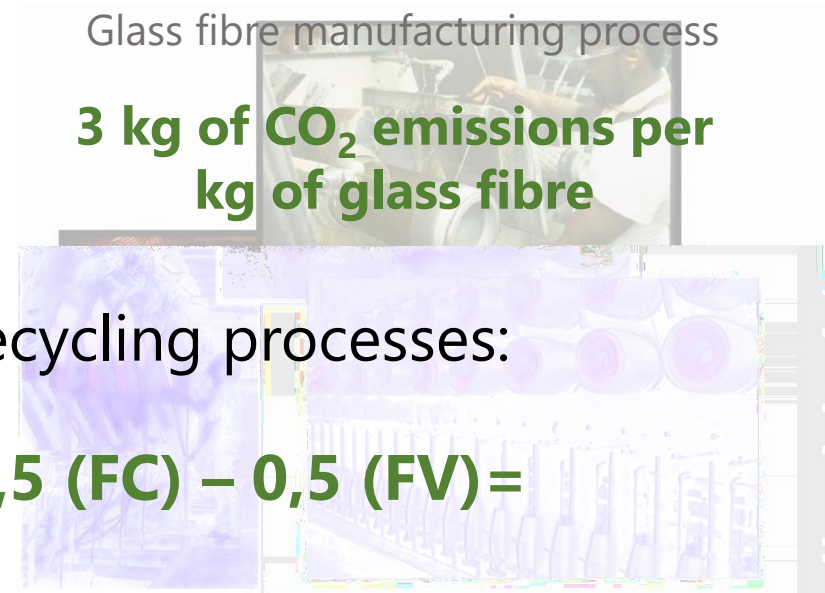 Glass fibre manufacturing process
3 kg of CO₂ emissions per
kg of glass fibre
ecycling processes:
,5 (FC) – 0,5 (FV)=